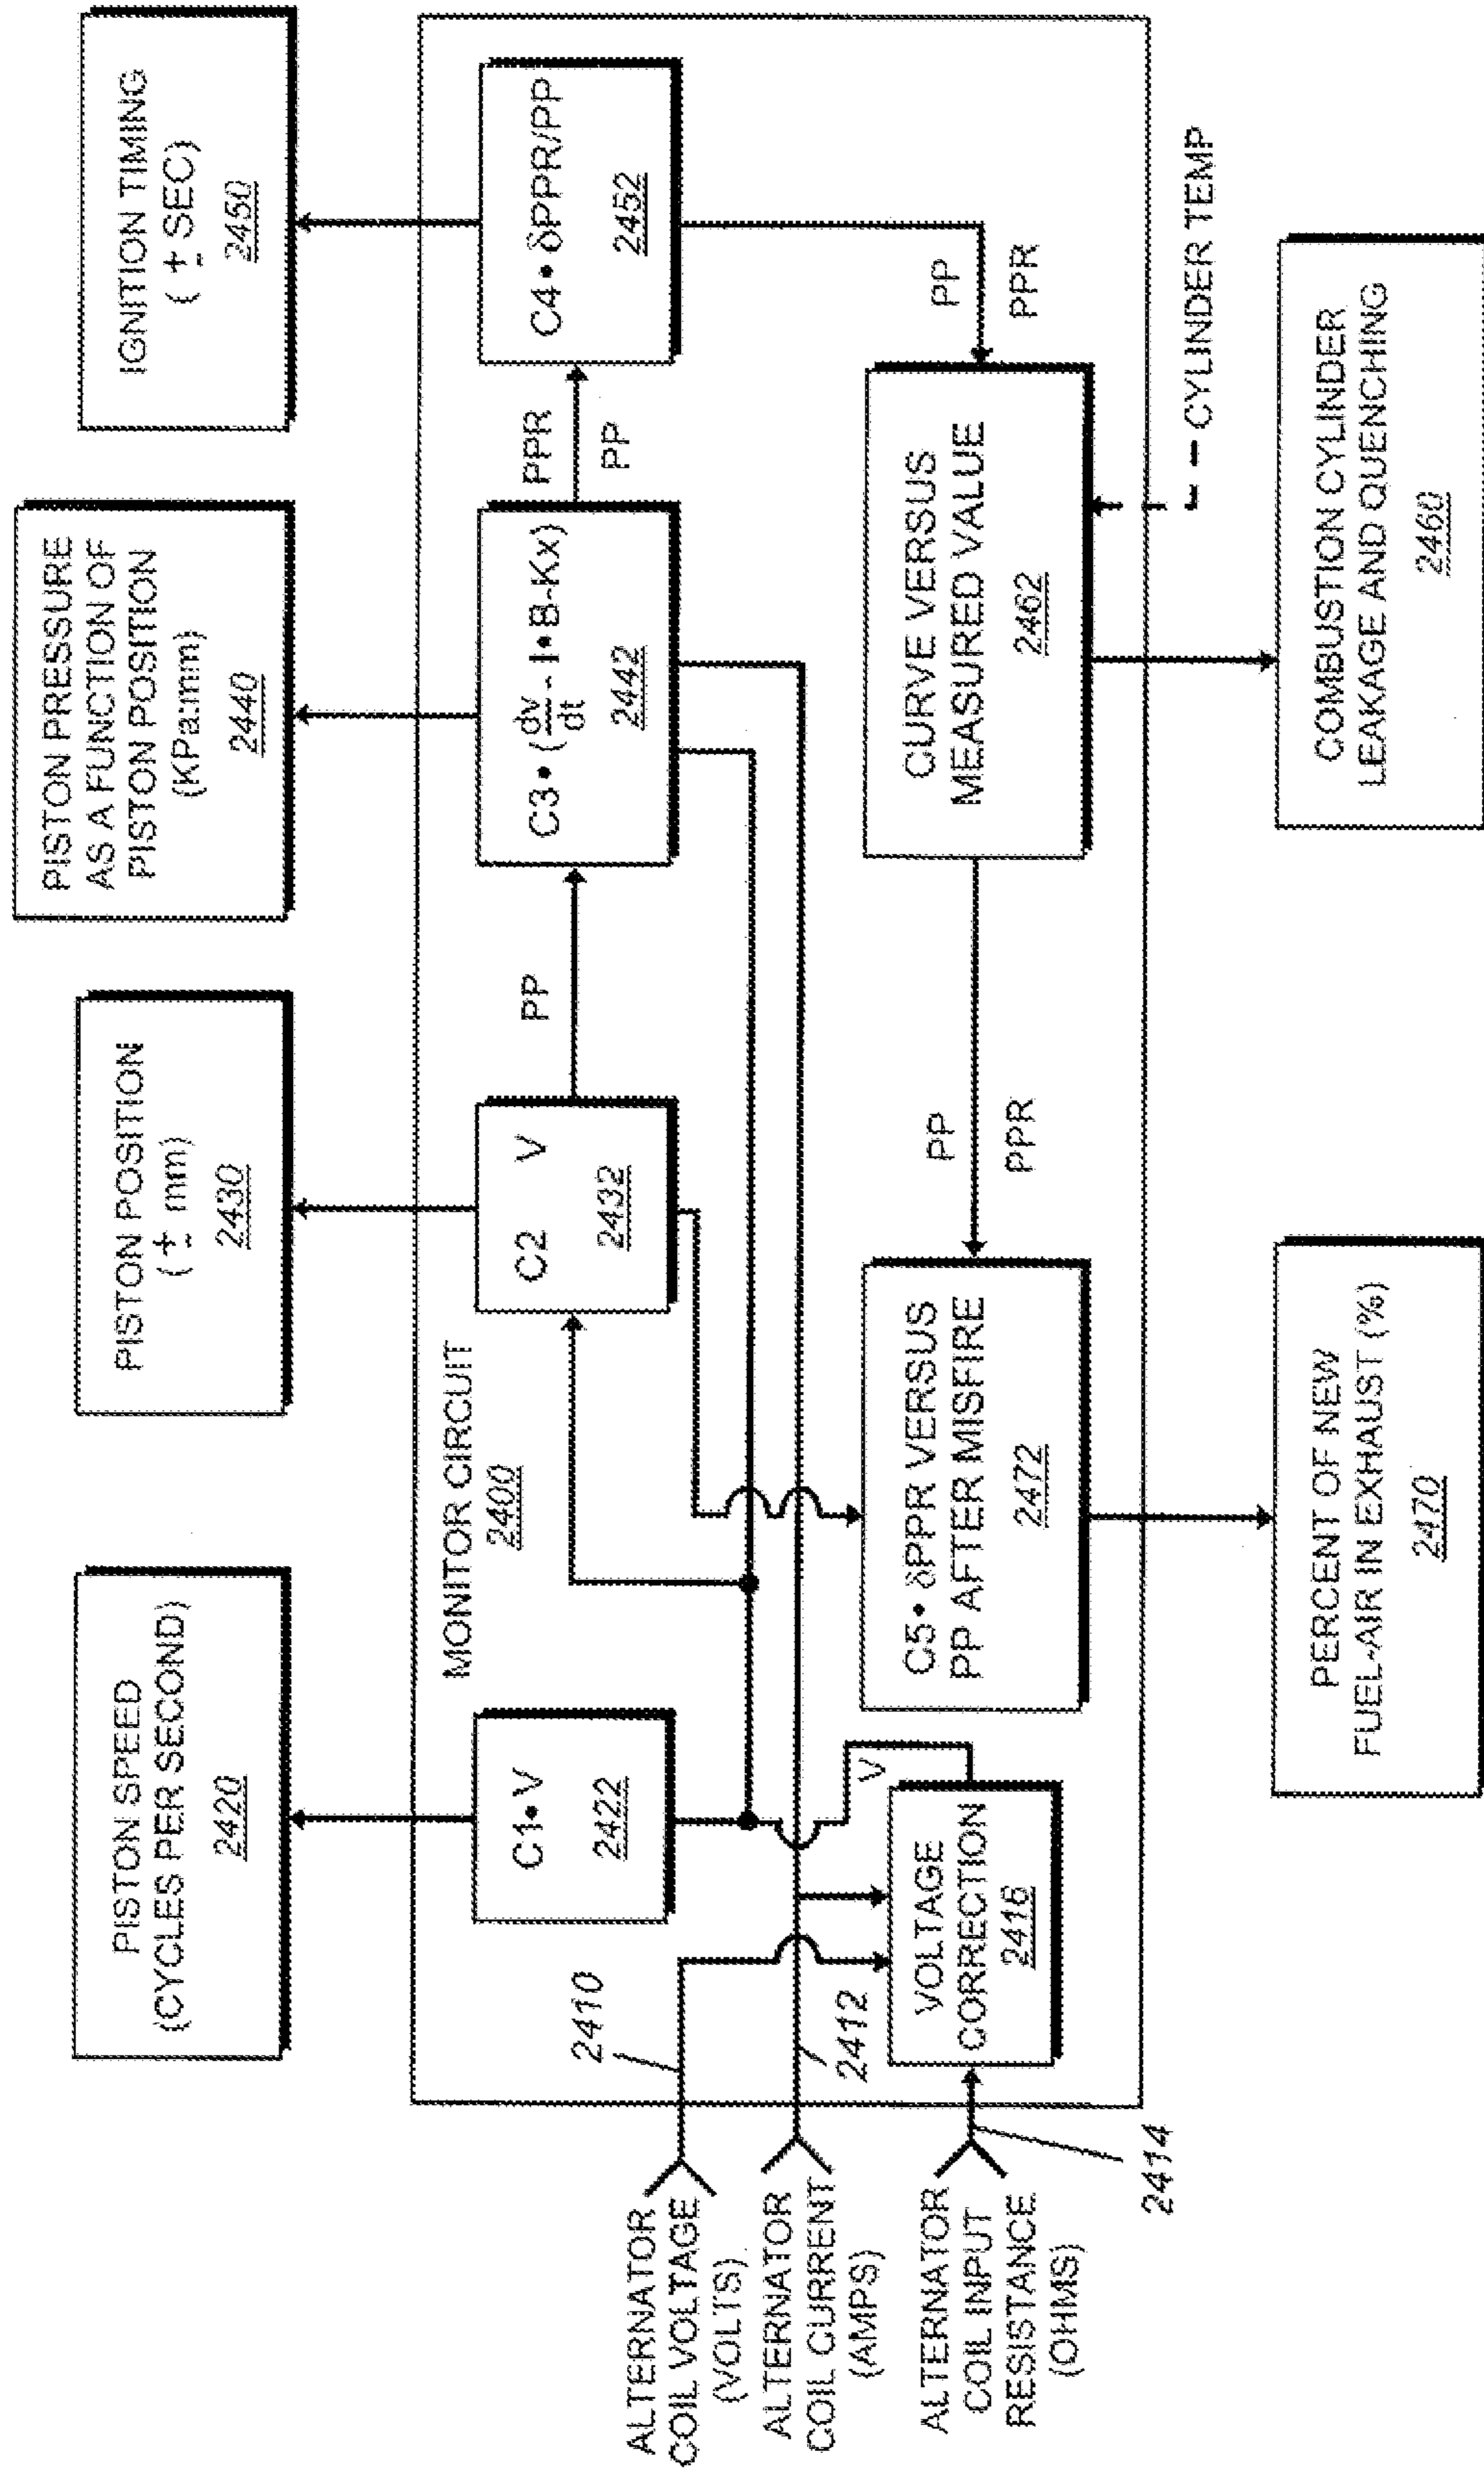 PISTON SPEED
(CYCLES PER SECOND)
2420
PISTON POSITION
( ± mm)
2430
PISTON PRESSURE
AS A FUNCTION OF
PISTON POSITION
(KPa:mm)
2440
IGNITION TIMING
( ± SEC)
2450
MONITOR CIRCUIT
2400
C1•V
2422
C2 V
2432
PP
C3•(dv/dt - I•B-Kx)
2442
PPR
PP
C4•δPPR/PP
2452
ALTERNATOR
COIL VOLTAGE
(VOLTS)
2410
ALTERNATOR
COIL CURRENT
(AMPS)
2412
ALTERNATOR
COIL INPUT
RESISTANCE
(OHMS)
2414
VOLTAGE
CORRECTION
2416
V
C5•δPPR VERSUS
PP AFTER MISFIRE
2472
PP
PPR
CURVE VERSUS
MEASURED VALUE
2462
PP
PPR
CYLINDER TEMP
PERCENT OF NEW
FUEL-AIR IN EXHAUST (%)
2470
COMBUSTION CYLINDER
LEAKAGE AND QUENCHING
2460